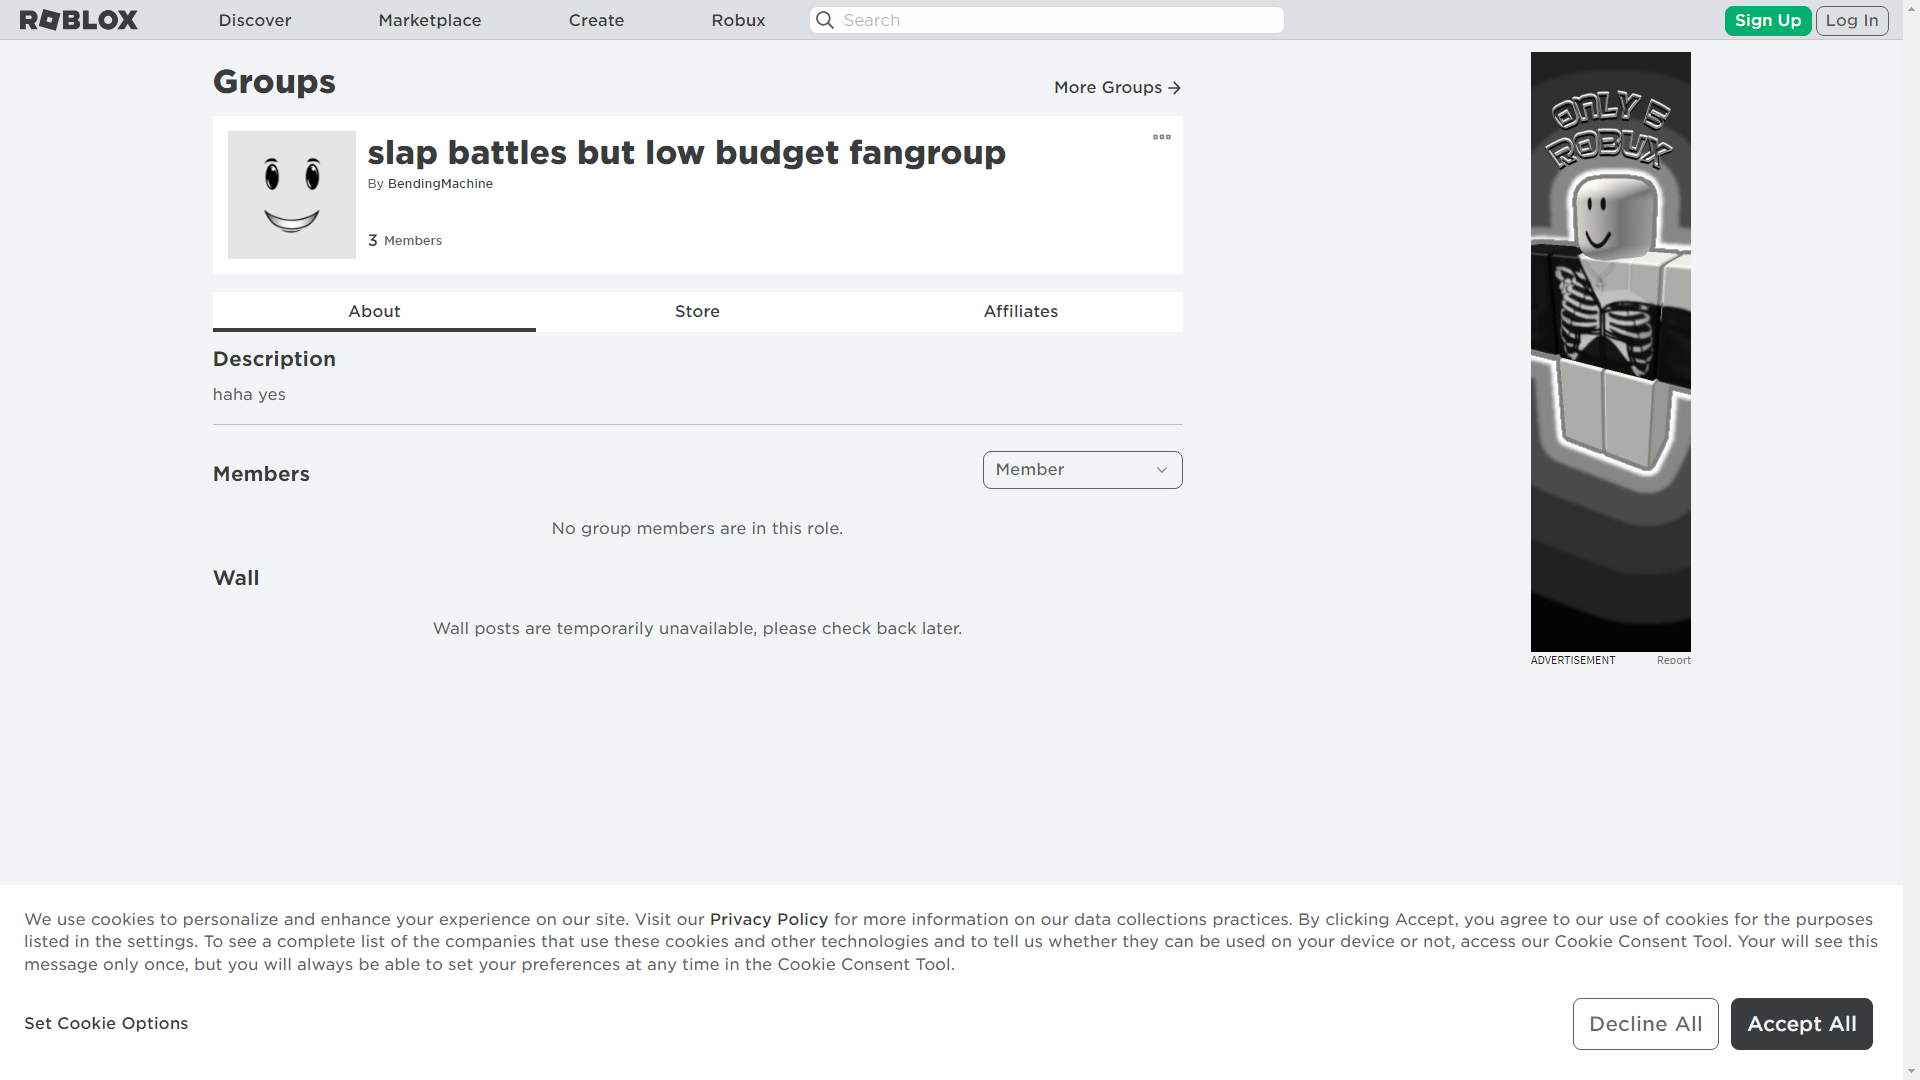 ROBLOX
Discover
Marketplace
Create
Robux
Search
Sign Up
Log In
Groups
More Groups
slap battles but low budget fangroup
By BendingMachine
3 Members
About
Store
Affiliates
Description
haha yes
Members
Member
No group members are in this role.
Wall
Wall posts are temporarily unavailable, please check back later.
ONLY 5
ROBUX
ADVERTISEMENT
Report
We use cookies to personalize and enhance your experience on our site. Visit our Privacy Policy for more information on our data collections practices. By clicking Accept, you agree to our use of cookies for the purposes
listed in the settings. To see a complete list of the companies that use these cookies and other technologies and to tell us whether they can be used on your device or not, access our Cookie Consent Tool. Your will see this
message only once, but you will always be able to set your preferences at any time in the Cookie Consent Tool.
Set Cookie Options
Decline All
Accept All